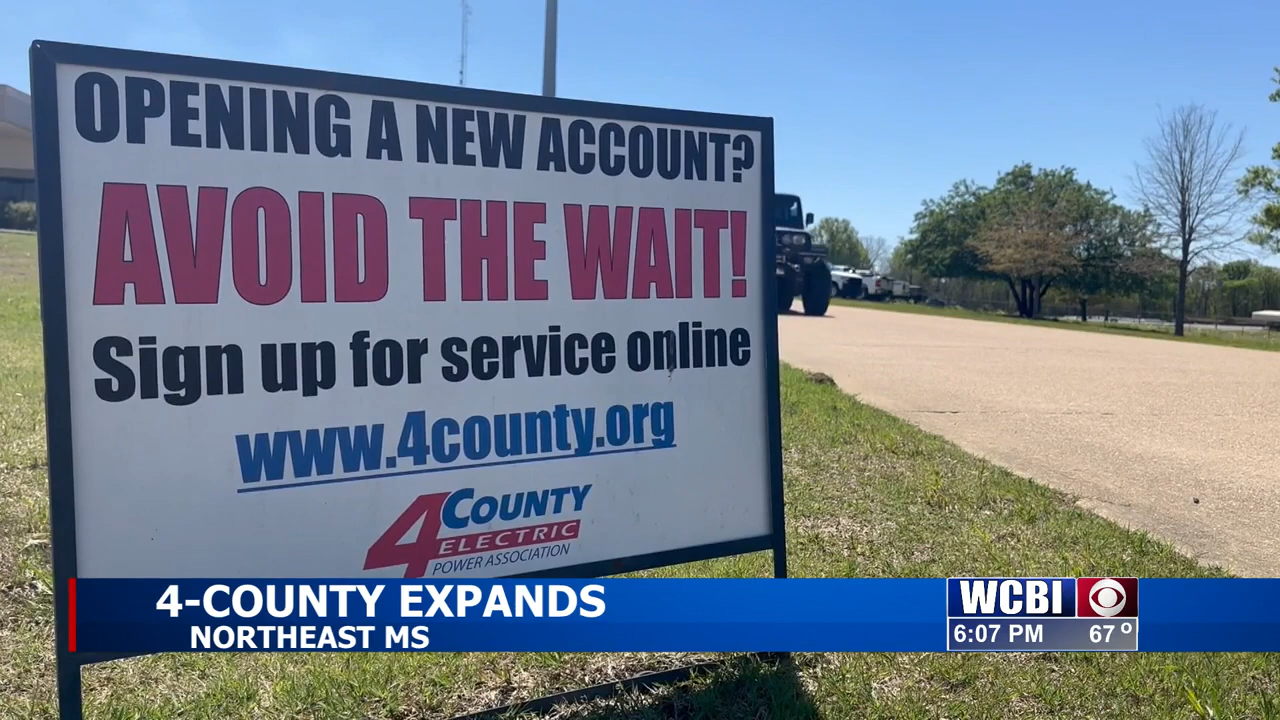 OPENING A NEW ACCOUNT?
AVOID THE WAIT!
Sign up for service online
www.4county.org
4 COUNTY
ELECTRIC
POWER ASSOCIATION
4-COUNTY EXPANDS
NORTHEAST MS
WCBI
6:07 PM 67°